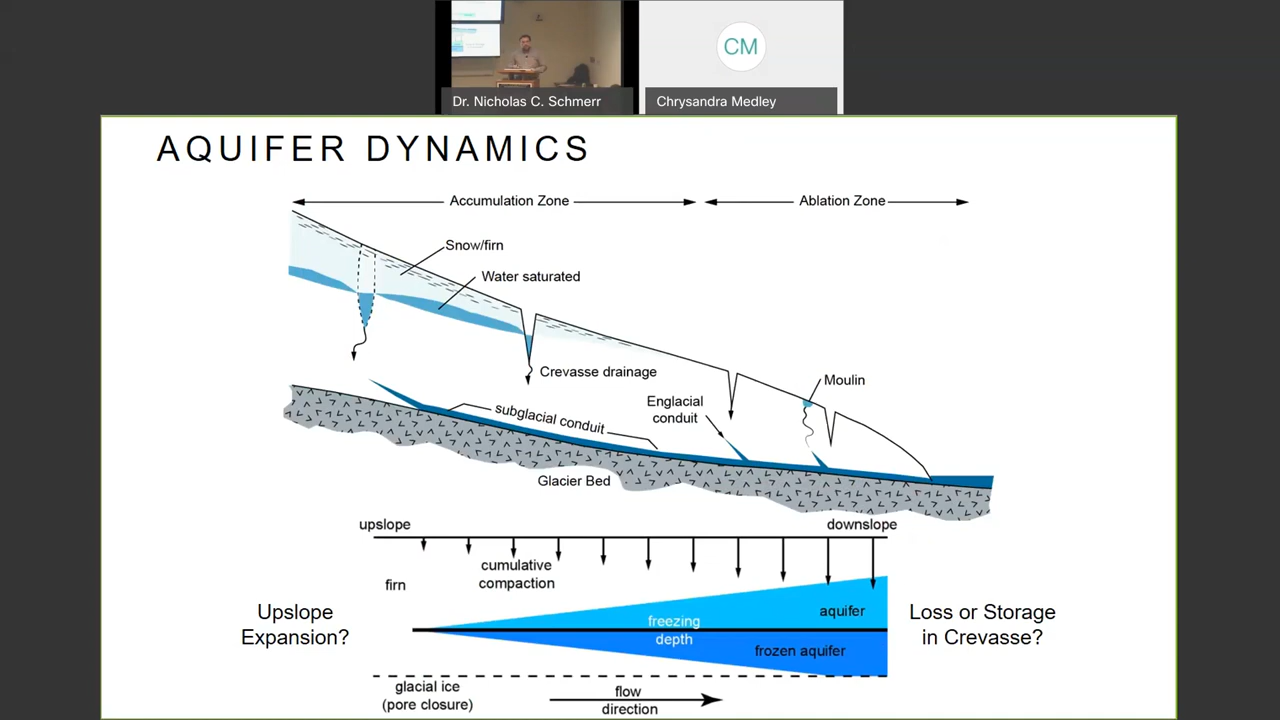 CM
Dr. Nicholas C. Schmerr
Chrysandra Medley
AQUIFER DYNAMICS
Accumulation Zone
Ablation Zone
Snow/firn
Water saturated
Crevasse drainage
Moulin
Englacial
conduit
subglacial conduit
Glacier Bed
upslope
downslope
cumulative
compaction
firn
Upslope
Expansion?
aquifer
freezing
depth
frozen aquifer
Loss or Storage
in Crevasse?
glacial ice
(pore closure)
flow
direction